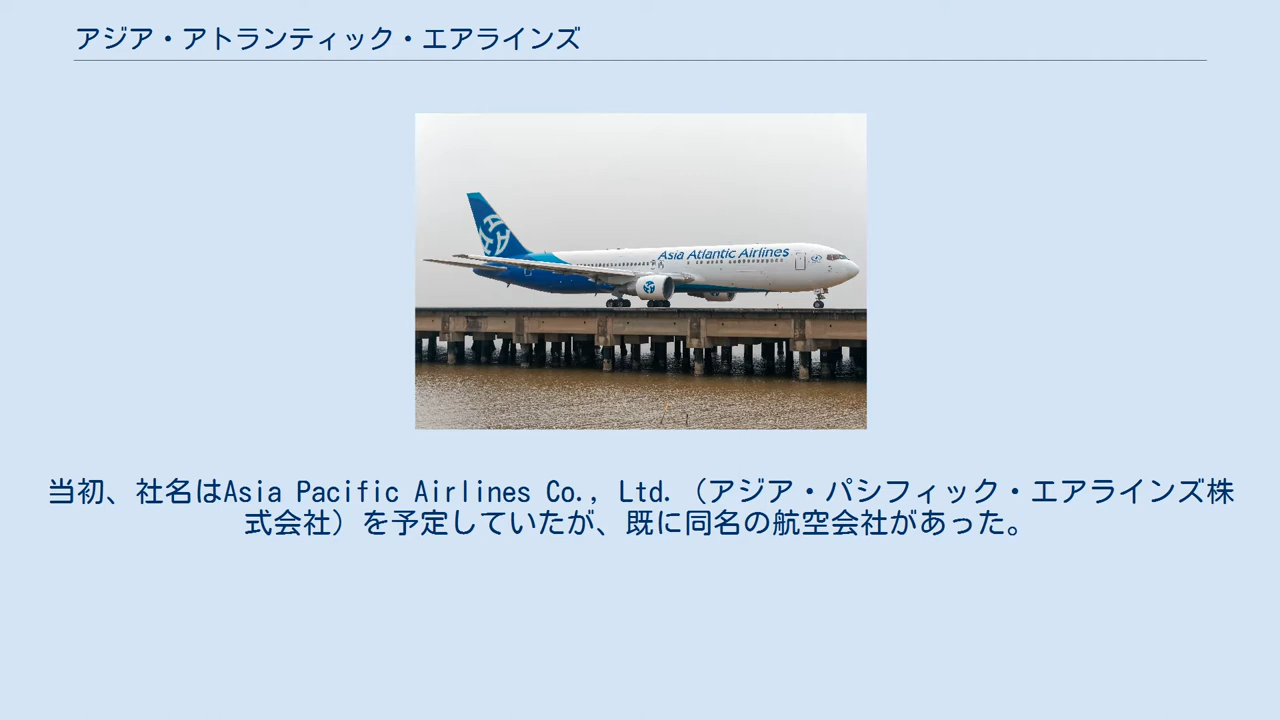 アジア・アトランティック・エアラインズ
Asia Atlantic Airlines
当初、社名はAsia Pacific Airlines Co., Ltd.（アジア・パシフィック・エアラインズ株
式会社）を予定していたが、既に同名の航空会社があった。